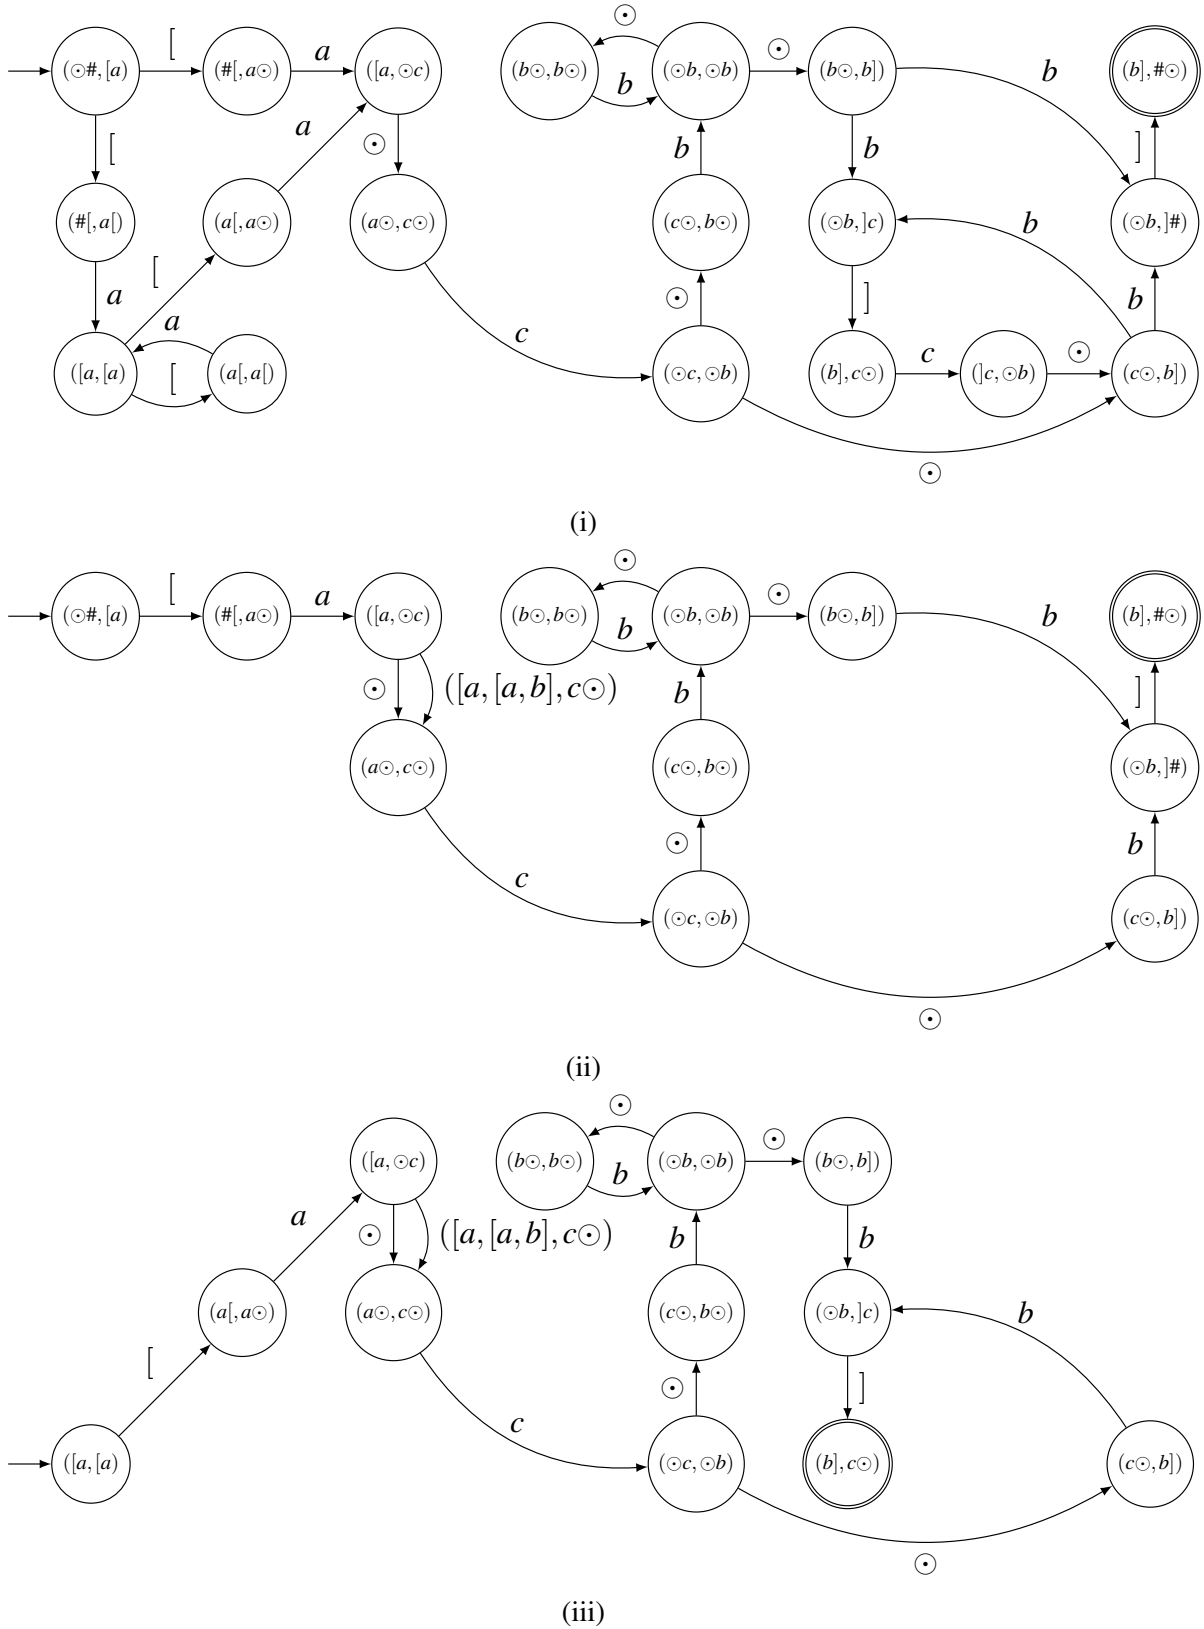 [ a ⊙ ⊙
(⊙#,[a) (#[,a⊙) ([a,⊙c) (b⊙,b⊙) (⊙b,⊙b) (b⊙,b]) (b],#⊙)
b b
[ a ⊙ b b ]
(#[,a[) (a[,a⊙) (a⊙,c⊙) (c⊙,b⊙) (⊙b,]c) (⊙b,]#)
b
a [ a c ⊙ ] c ⊙ b
([a,[a) (a[,a[) (⊙c,⊙b) (b],c⊙) (]c,⊙b) (c⊙,b])
[
⊙
(i)
[ a ⊙ ⊙
(⊙#,[a) (#[,a⊙) ([a,⊙c) (b⊙,b⊙) (⊙b,⊙b) (b⊙,b]) (b],#⊙)
b b
⊙ ([a,[a,b],c⊙) b ]
(a⊙,c⊙) (c⊙,b⊙) (⊙b,]#)
c ⊙ b
(⊙c,⊙b) (c⊙,b])
⊙
(ii)
⊙ ⊙
([a,⊙c) (b⊙,b⊙) (⊙b,⊙b) (b⊙,b])
b
a ⊙ ([a,[a,b],c⊙) b b
(a[,a⊙) (a⊙,c⊙) (c⊙,b⊙) (⊙b,]c)
b
[ c ⊙ ]
([a,[a) (⊙c,⊙b) (b],c⊙) (c⊙,b])
⊙
(iii)